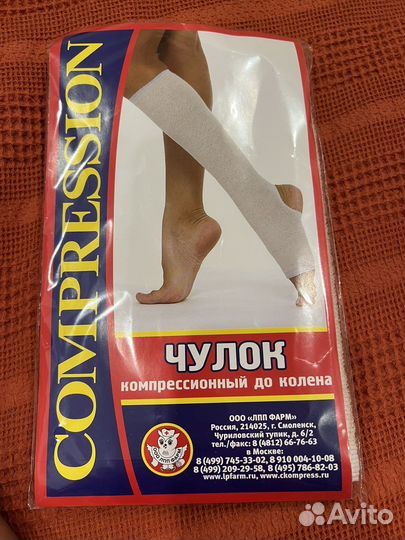 COMPRESSION
ЧУЛОК
компрессионный до колена
ООО «ЛПП ФАРМ»
Россия, 214025, г. Смоленск,
Чуриловский тупик, д. 6/2
тел./факс: 8 (4812) 66-76-63
в Москве:
8 (499) 745-33-02, 8 910 004-10-08
8 (499) 209-29-58, 8 (495) 786-82-03
www.lpfarm.ru, www.ckompress.ru
Avito